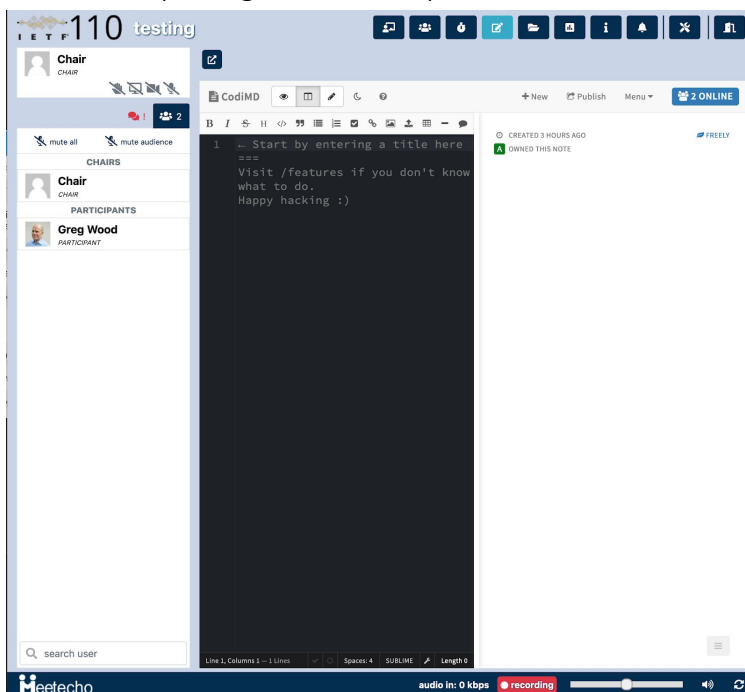 IETF 110 testing
Chair
CHAIR
! 2
mute all mute audience
CHAIRS
Chair
CHAIR
PARTICIPANTS
Greg Wood
PARTICIPANT
search user
CodiMD
+ New Publish Menu 2 ONLINE
B I S H </>
1 ← Start by entering a title here
===
Visit /features if you don't know
what to do.
Happy hacking :)
CREATED 3 HOURS AGO FREELY
A OWNED THIS NOTE
Line 1, Columns 1 — 1 Lines Spaces: 4 SUBLIME Length 0
Meetecho
audio in: 0 kbps recording